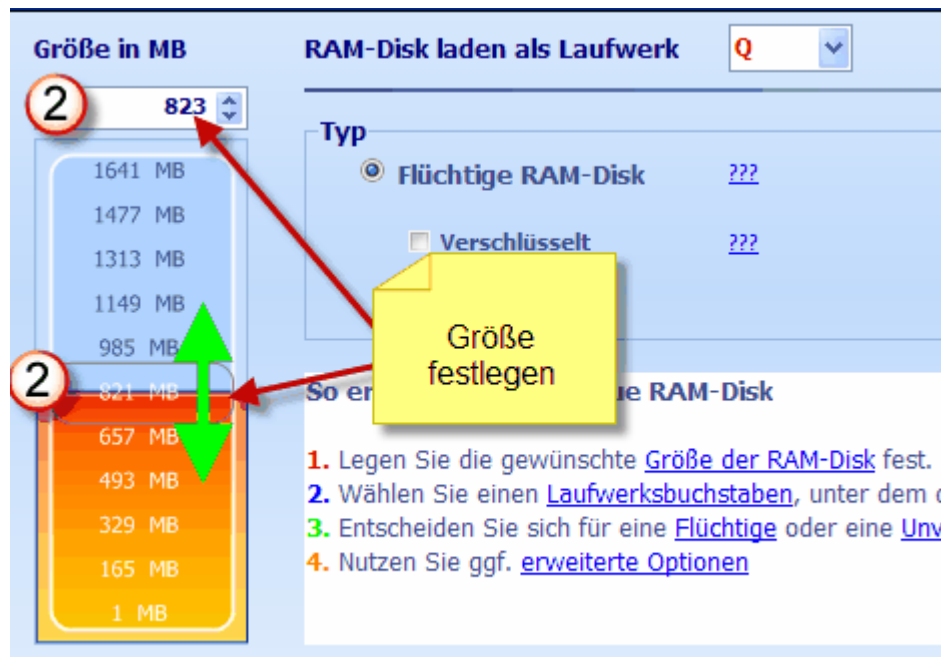 Größe in MB
RAM-Disk laden als Laufwerk Q
2
823
Typ
1641 MB
Flüchtige RAM-Disk ???
1477 MB
Verschlüsselt ???
1313 MB
1149 MB
985 MB
Größe
festlegen
2
821 MB
So er
ue RAM-Disk
657 MB
493 MB
329 MB
165 MB
1 MB
1. Legen Sie die gewünschte Größe der RAM-Disk fest.
2. Wählen Sie einen Laufwerksbuchstaben, unter dem
3. Entscheiden Sie sich für eine Flüchtige oder eine
4. Nutzen Sie ggf. erweiterte Optionen